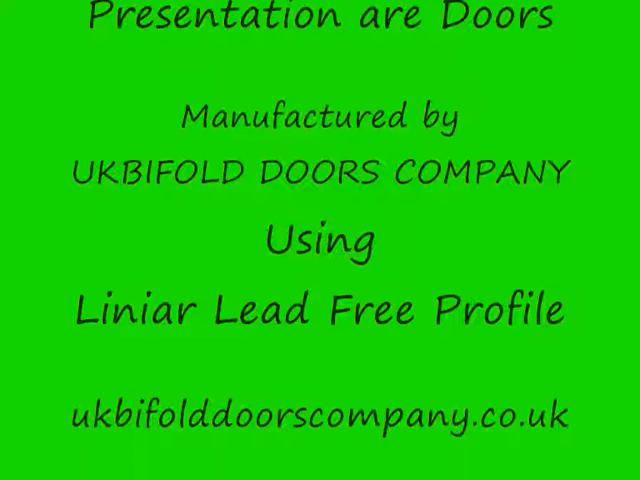 Presentation are Doors
Manufactured by
UKBIFOLD DOORS COMPANY
Using
Liniar Lead Free Profile
ukbifolddoorscompany.co.uk